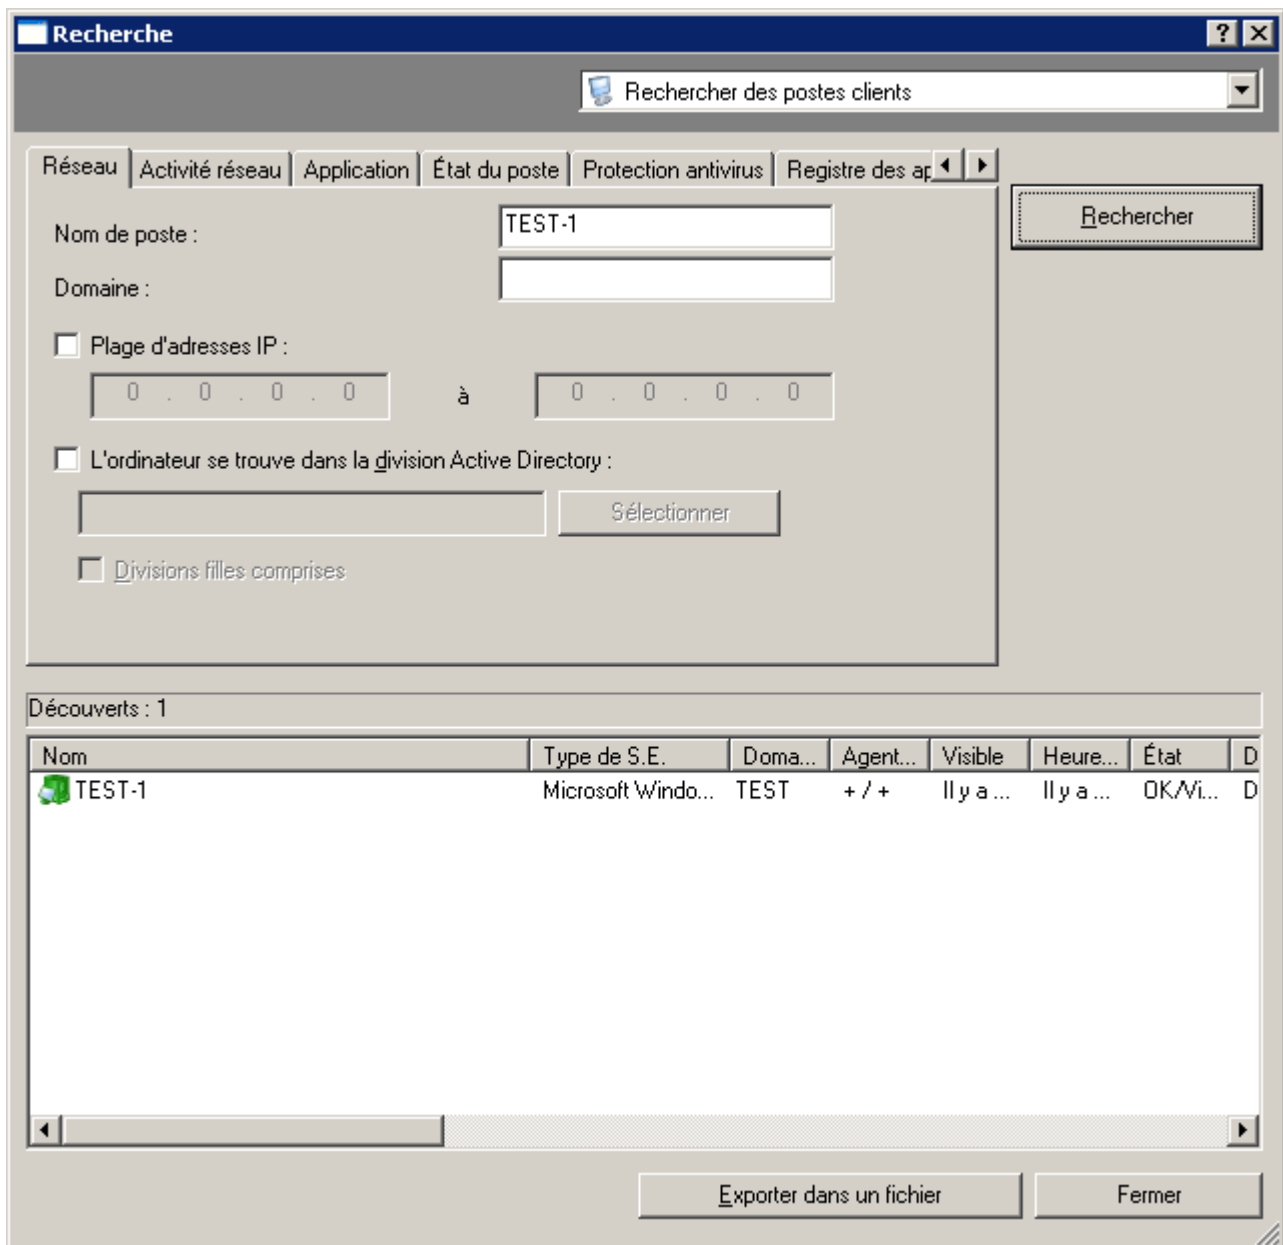 Recherche
Rechercher des postes clients
Réseau Activité réseau Application État du poste Protection antivirus Registre des ap
Rechercher
Nom de poste : TEST-1
Domaine :
Plage d'adresses IP :
0 . 0 . 0 . 0 à 0 . 0 . 0 . 0
L'ordinateur se trouve dans la division Active Directory :
Sélectionner
Divisions filles comprises
Découverts : 1
Nom Type de S.E. Doma... Agent... Visible Heure... État D
TEST-1 Microsoft Windo... TEST + / + Il y a ... Il y a ... OK/Vi... D
Exporter dans un fichier Fermer